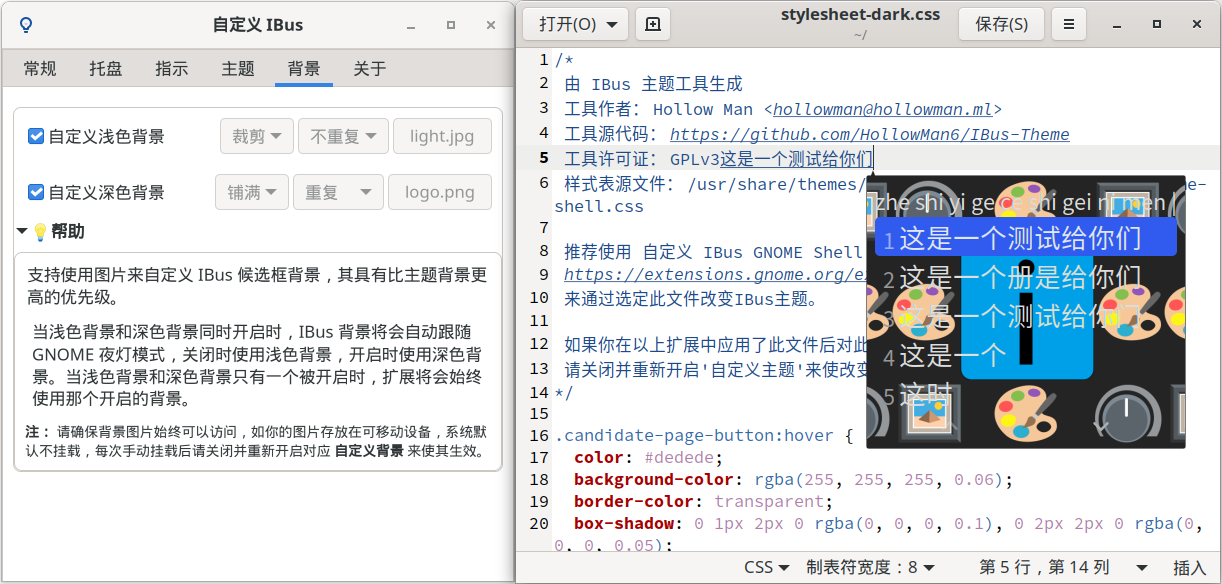 自定义 IBus
常规 托盘 指示 主题 背景 关于
自定义浅色背景 裁剪 不重复 light.jpg
自定义深色背景 铺满 重复 logo.png
帮助
支持使用图片来自定义 IBus 候选框背景，其具有比主题背景更
高的优先级。
当浅色背景和深色背景同时开启时，IBus 背景将会自动跟随
GNOME 夜灯模式，关闭时使用浅色背景，开启时使用深色背
景。当浅色背景和深色背景只有一个被开启时，扩展将会始终
使用那个开启的背景。
注： 请确保背景图片始终可以访问，如你的图片存放在可移动设备，系统默
认不挂载，每次手动挂载后请关闭并重新开启对应 自定义背景 来使其生效。
打开(O) stylesheet-dark.css 保存(S)
~/
1 /*
2 由 IBus 主题工具生成
3 工具作者： Hollow Man <hollowman@hollowman.ml>
4 工具源代码： https://github.com/HollowMan6/IBus-Theme
5 工具许可证： GPLv3这是一个测试给你们
6 样式表源文件： /usr/share/themes/ e-
shell.css
7
8 推荐使用 自定义 IBus GNOME Shell
9 https://extensions.gnome.org/e
10 来通过选定此文件改变IBus主题。
11
12 如果你在以上扩展中应用了此文件后对此
13 请关闭并重新开启'自定义主题'来使改变
14 */
15
16 .candidate-page-button:hover {
17 color: #dedede;
18 background-color: rgba(255, 255, 255, 0.06);
19 border-color: transparent;
20 box-shadow: 0 1px 2px 0 rgba(0, 0, 0, 0.1), 0 2px 2px 0 rgba(0,
0, 0, 0.05);
zhe shi yi ge ce shi gei ni men
1 这是一个测试给你们
2 这是一个册是给你们
3 这是一个测试给你们
4 这是一个
5 这时
CSS 制表符宽度：8 第 5 行，第 14 列 插入